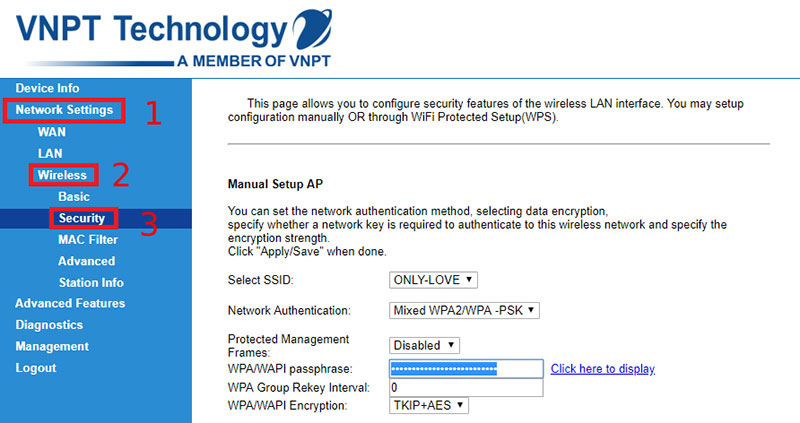 VNPT Technology
A MEMBER OF VNPT
Device Info
Network Settings
1
WAN
LAN
Wireless
2
Basic
Security
3
MAC Filter
Advanced
Station Info
Advanced Features
Diagnostics
Management
Logout
This page allows you to configure security features of the wireless LAN interface. You may setup
configuration manually OR through WiFi Protected Setup(WPS).
Manual Setup AP
You can set the network authentication method, selecting data encryption,
specify whether a network key is required to authenticate to this wireless network and specify the
encryption strength.
Click "Apply/Save" when done.
Select SSID: ONLY-LOVE
Network Authentication: Mixed WPA2/WPA -PSK
Protected Management
Frames: Disabled
WPA/WAPI passphrase: Click here to display
WPA Group Rekey Interval: 0
WPA/WAPI Encryption: TKIP+AES